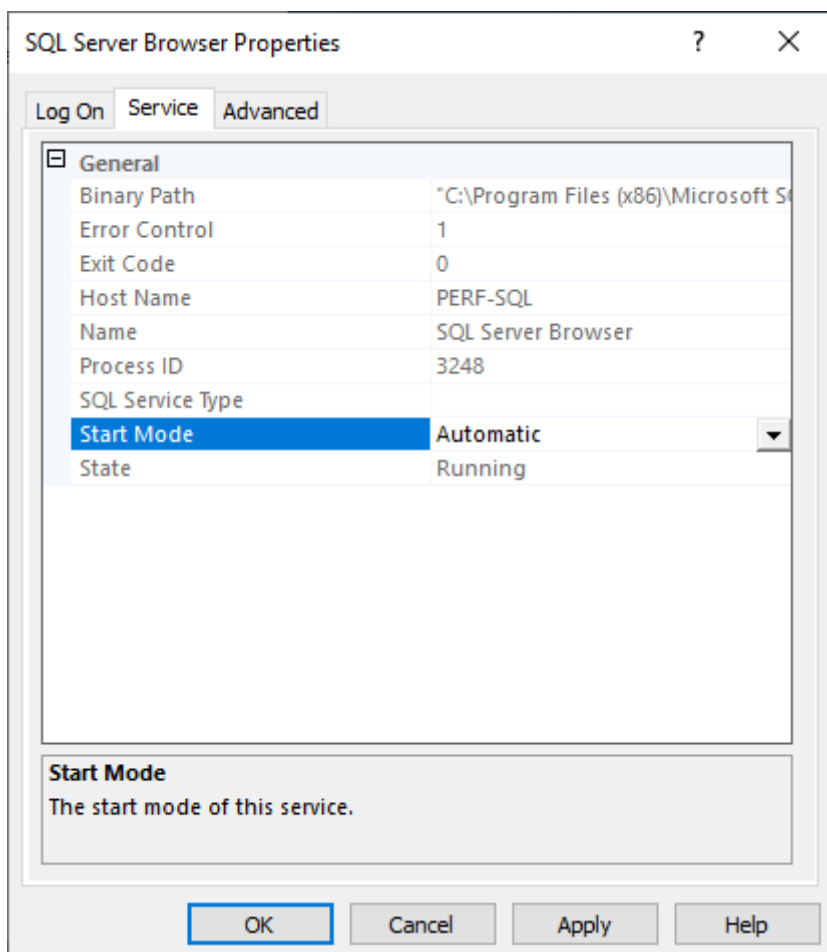 SQL Server Browser Properties
?
Log On Service Advanced
General
Binary Path "C:\Program Files (x86)\Microsoft
Error Control 1
Exit Code 0
Host Name PERF-SQL
Name SQL Server Browser
Process ID 3248
SQL Service Type
Start Mode Automatic
State Running
Start Mode
The start mode of this service.
OK Cancel Apply Help